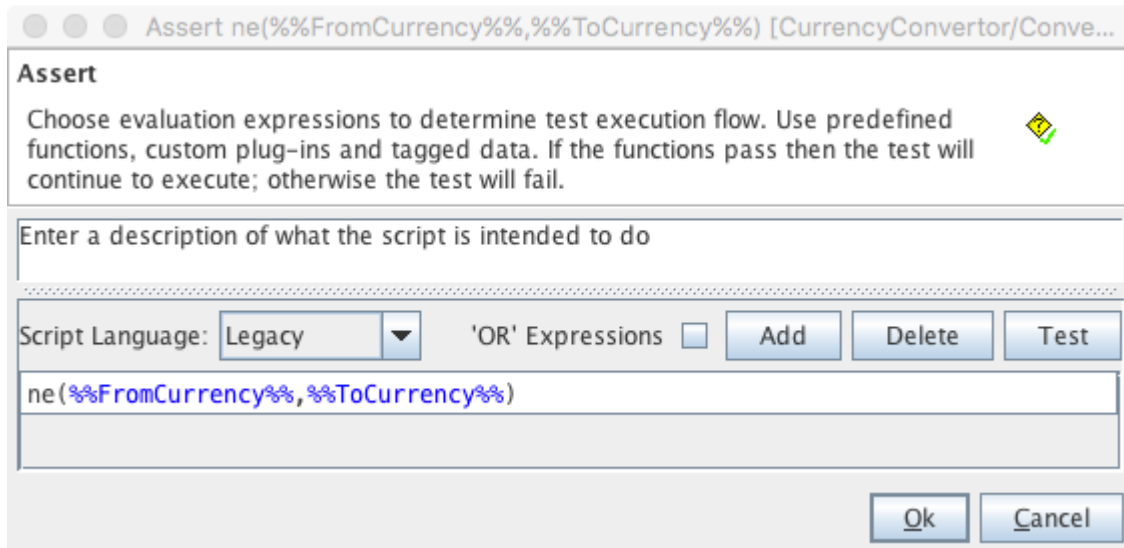 Assert ne(%%FromCurrency%%,%%ToCurrency%%) [CurrencyConvertor/Conve...
Assert
Choose evaluation expressions to determine test execution flow. Use predefined
functions, custom plug-ins and tagged data. If the functions pass then the test will
continue to execute; otherwise the test will fail.
Enter a description of what the script is intended to do
Script Language: Legacy 'OR' Expressions Add Delete Test
ne(%%FromCurrency%%,%%ToCurrency%%)
Ok Cancel